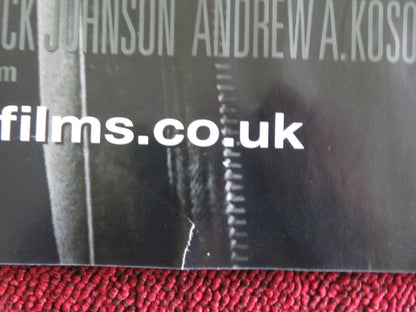 CK JOHNSON ANDREW A. KOSO
m
films.co.uk